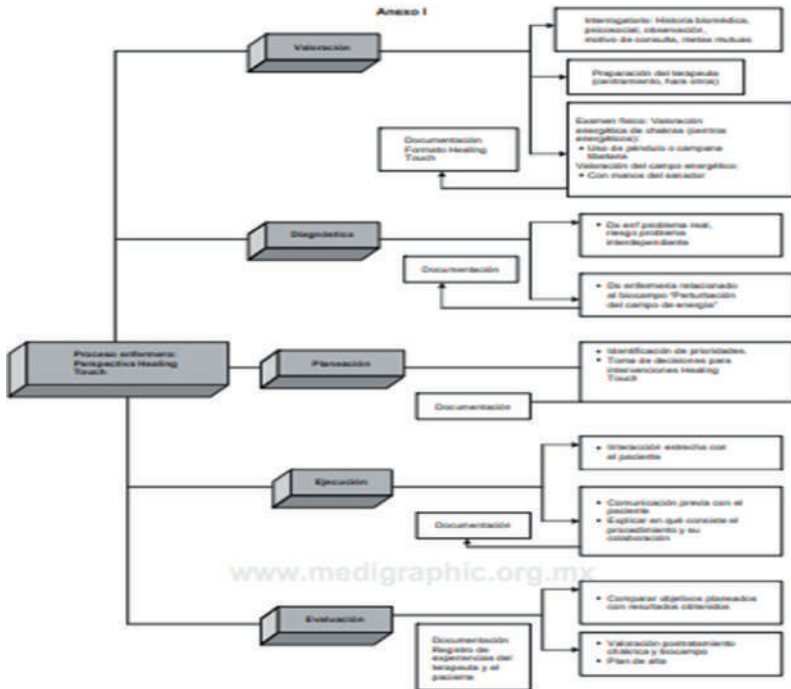 Anexo I
Valoración
Interrogatorio: Historia biomédica,
psicosocial, observación,
motivo de consulta, metas mutuas
Preparación del terapeuta
(centramiento, hara otros)
Examen físico: Valoración
energética de chakras (centros
energéticos):
• Uso de péndulo o campana
tibetana
Valoración del campo energético:
• Con manos del sanador
Documentación
Formato Healing
Touch
Diagnóstico
• Dx enf problema real,
riesgo problema
interdependiente
Documentación
• Dx enfermería relacionado
al biocampo "Perturbación
del campo de energía"
Proceso enfermero:
Perspectiva Healing
Touch
Planeación
• Identificación de prioridades.
• Toma de decisiones para
intervenciones Healing
Touch
Documentación
Ejecución
• Interacción estrecha con
el paciente
Documentación
• Comunicación previa con el
paciente
• Explicar en qué consiste el
procedimiento y su
colaboración
www.medigraphic.org.mx
Evaluación
• Comparar objetivos planeados
con resultados obtenidos
Documentación
Registro de
experiencias del
terapeuta y el
paciente
• Valoración postratamiento
chákrica y biocampo
• Plan de alta